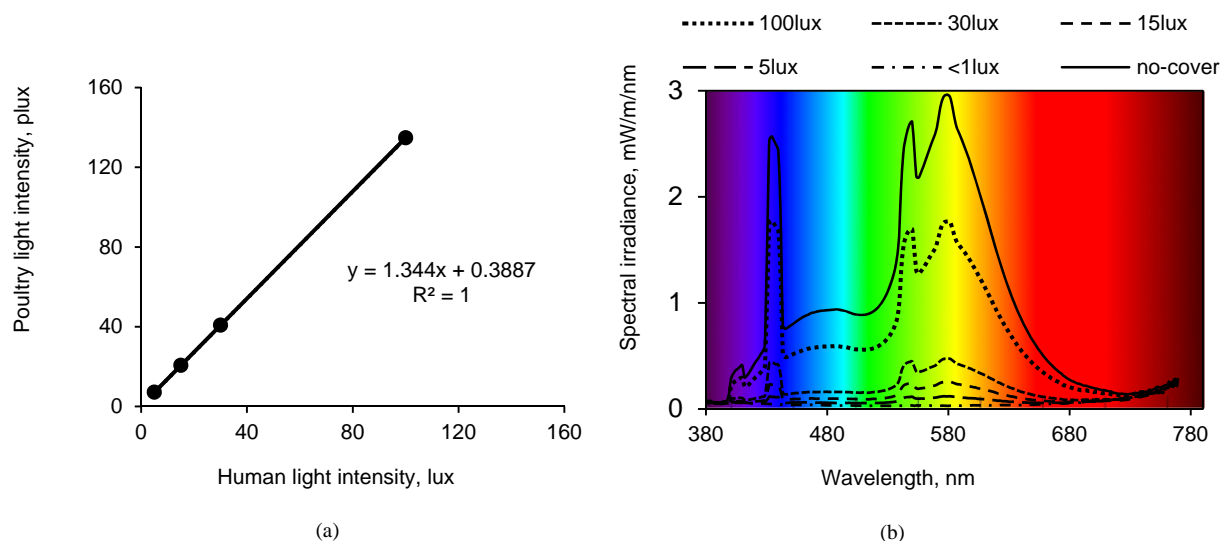 Poultry light intensity, plux
160
120
80
40
0
0 40 80 120 160
y = 1.344x + 0.3887
R² = 1
Human light intensity, lux
(a)
100lux 30lux 15lux
5lux <1lux no-cover
Spectral irradiance, mW/m/nm
3
2
1
0
380 480 580 680 780
Wavelength, nm
(b)